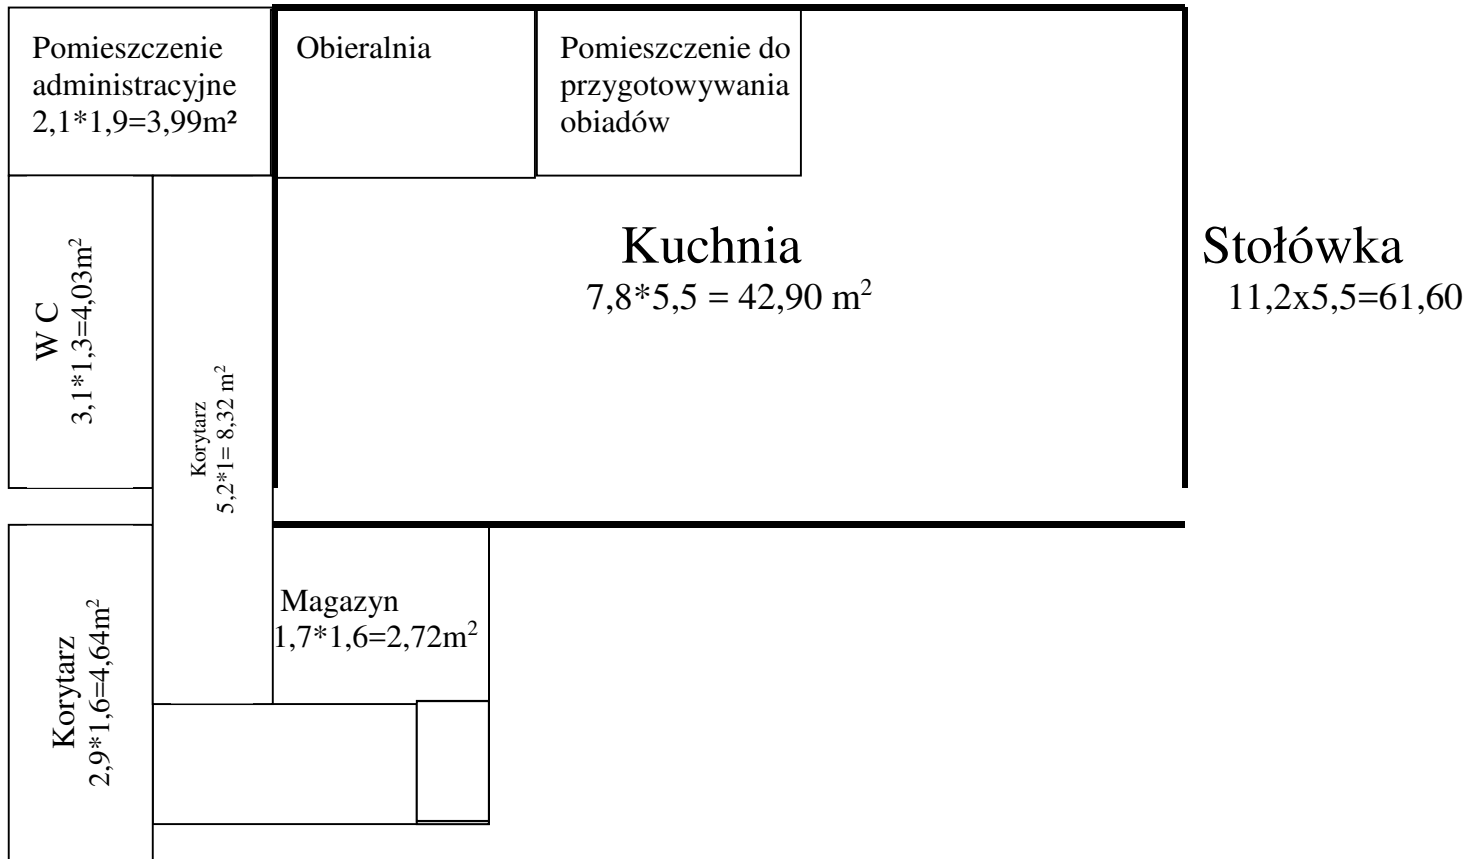 Pomieszczenie
administracyjne
2,1*1,9=3,99m²
Obieralnia
Pomieszczenie do
przygotowywania
obiadów
Kuchnia
7,8*5,5 = 42,90 m²
Stołówka
11,2x5,5=61,60
W C
3,1*1,3=4,03m²
Korytarz
5,2*1= 8,32 m²
Magazyn
1,7*1,6=2,72m²
Korytarz
2,9*1,6=4,64m²